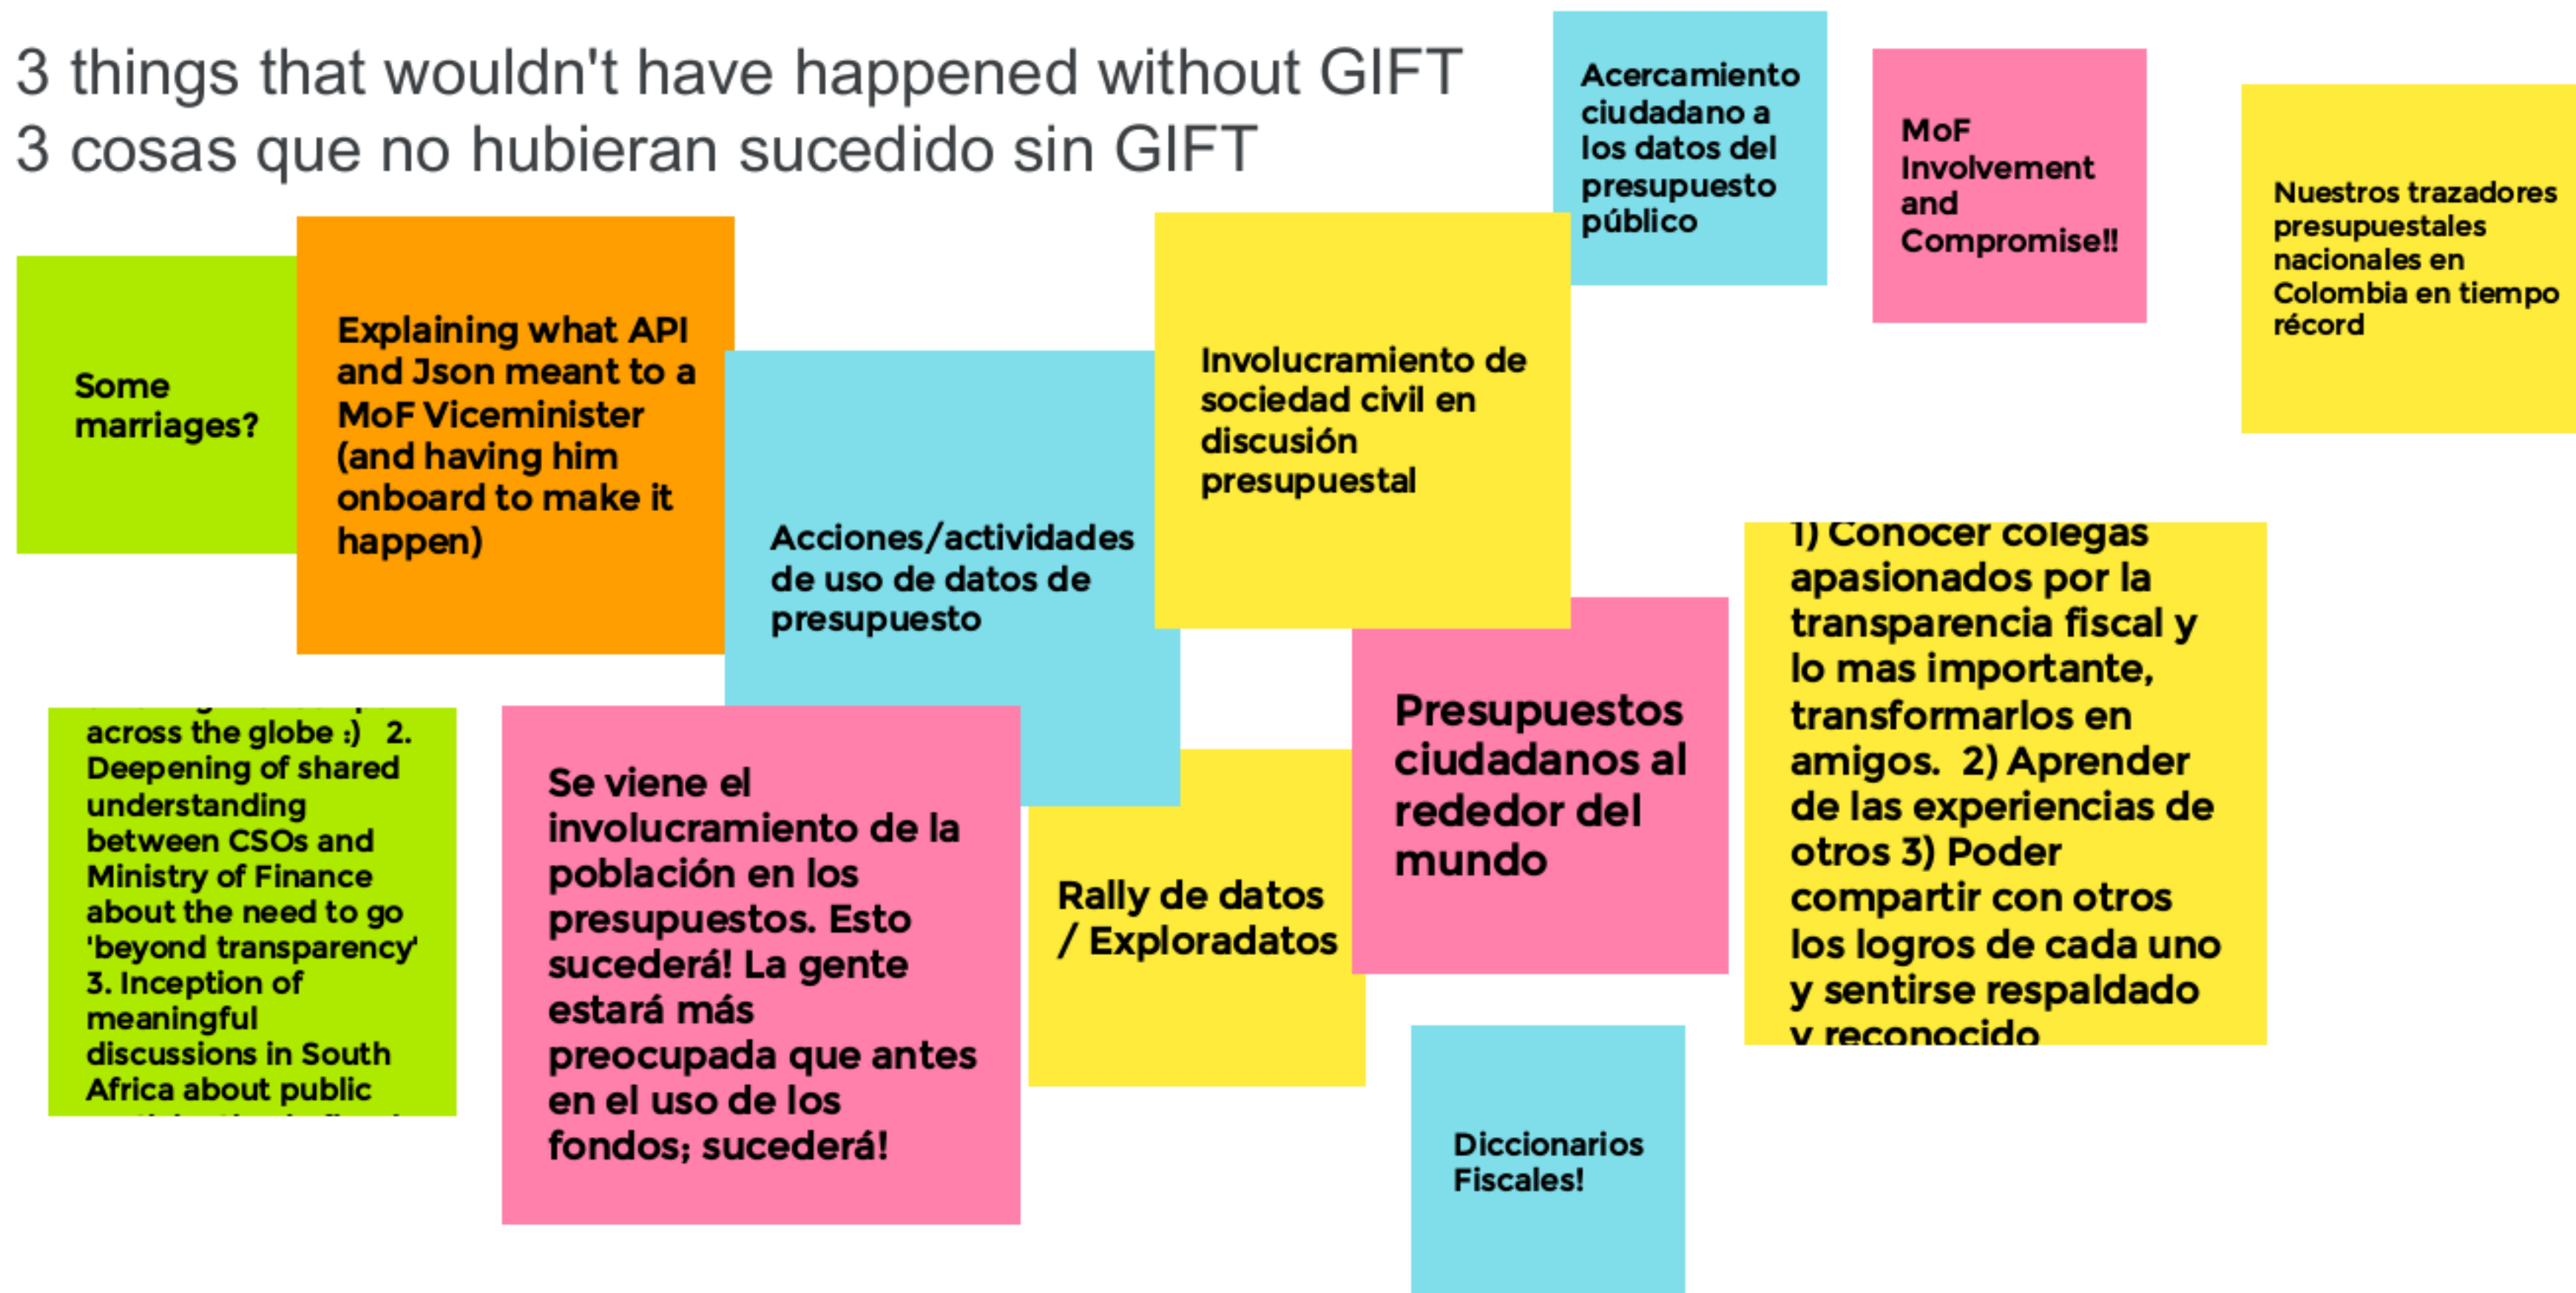 3 things that wouldn't have happened without GIFT
3 cosas que no hubieran sucedido sin GIFT
Acercamiento
ciudadano a
los datos del
presupuesto
público
MoF
Involvement
and
Compromise!!
Nuestros trazadores
presupuestales
nacionales en
Colombia en tiempo
récord
Some
marriages?
Explaining what API
and Json meant to a
MoF Viceminister
(and having him
onboard to make it
happen)
Acciones/actividades
de uso de datos de
presupuesto
Involucramiento de
sociedad civil en
discusión
presupuestal
1) Conocer colegas
apasionados por la
transparencia fiscal y
lo mas importante,
transformarlos en
amigos.  2) Aprender
de las experiencias de
otros 3) Poder
compartir con otros
los logros de cada uno
y sentirse respaldado
y reconocido
across the globe :)   2.
Deepening of shared
understanding
between CSOs and
Ministry of Finance
about the need to go
'beyond transparency'
3. Inception of
meaningful
discussions in South
Africa about public
Se viene el
involucramiento de la
población en los
presupuestos. Esto
sucederá! La gente
estará más
preocupada que antes
en el uso de los
fondos; sucederá!
Rally de datos
/ Exploradatos
Presupuestos
ciudadanos al
rededor del
mundo
Diccionarios
Fiscales!